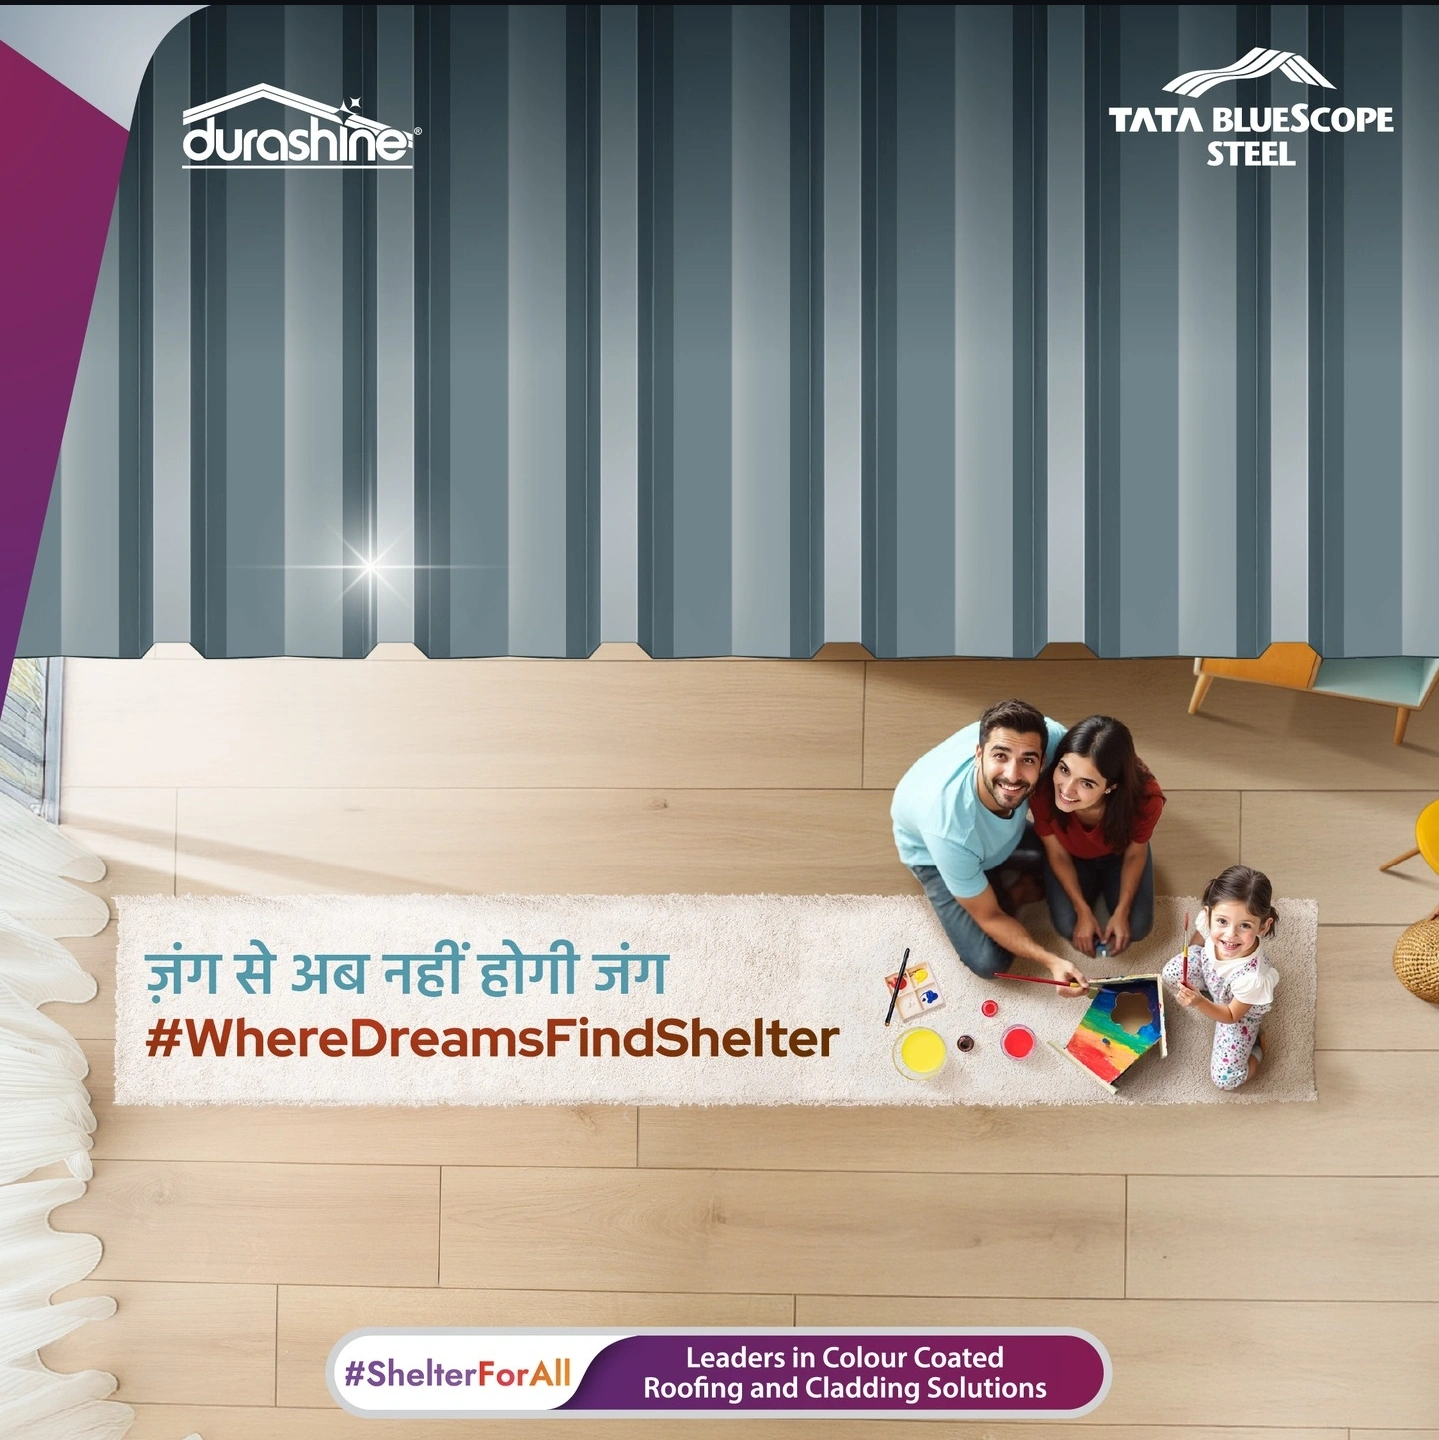 durashine®
TATA BLUESCOPE
STEEL
ज़ंग से अब नहीं होगी जंग
#WhereDreamsFindShelter
#ShelterForAll
Leaders in Colour Coated
Roofing and Cladding Solutions